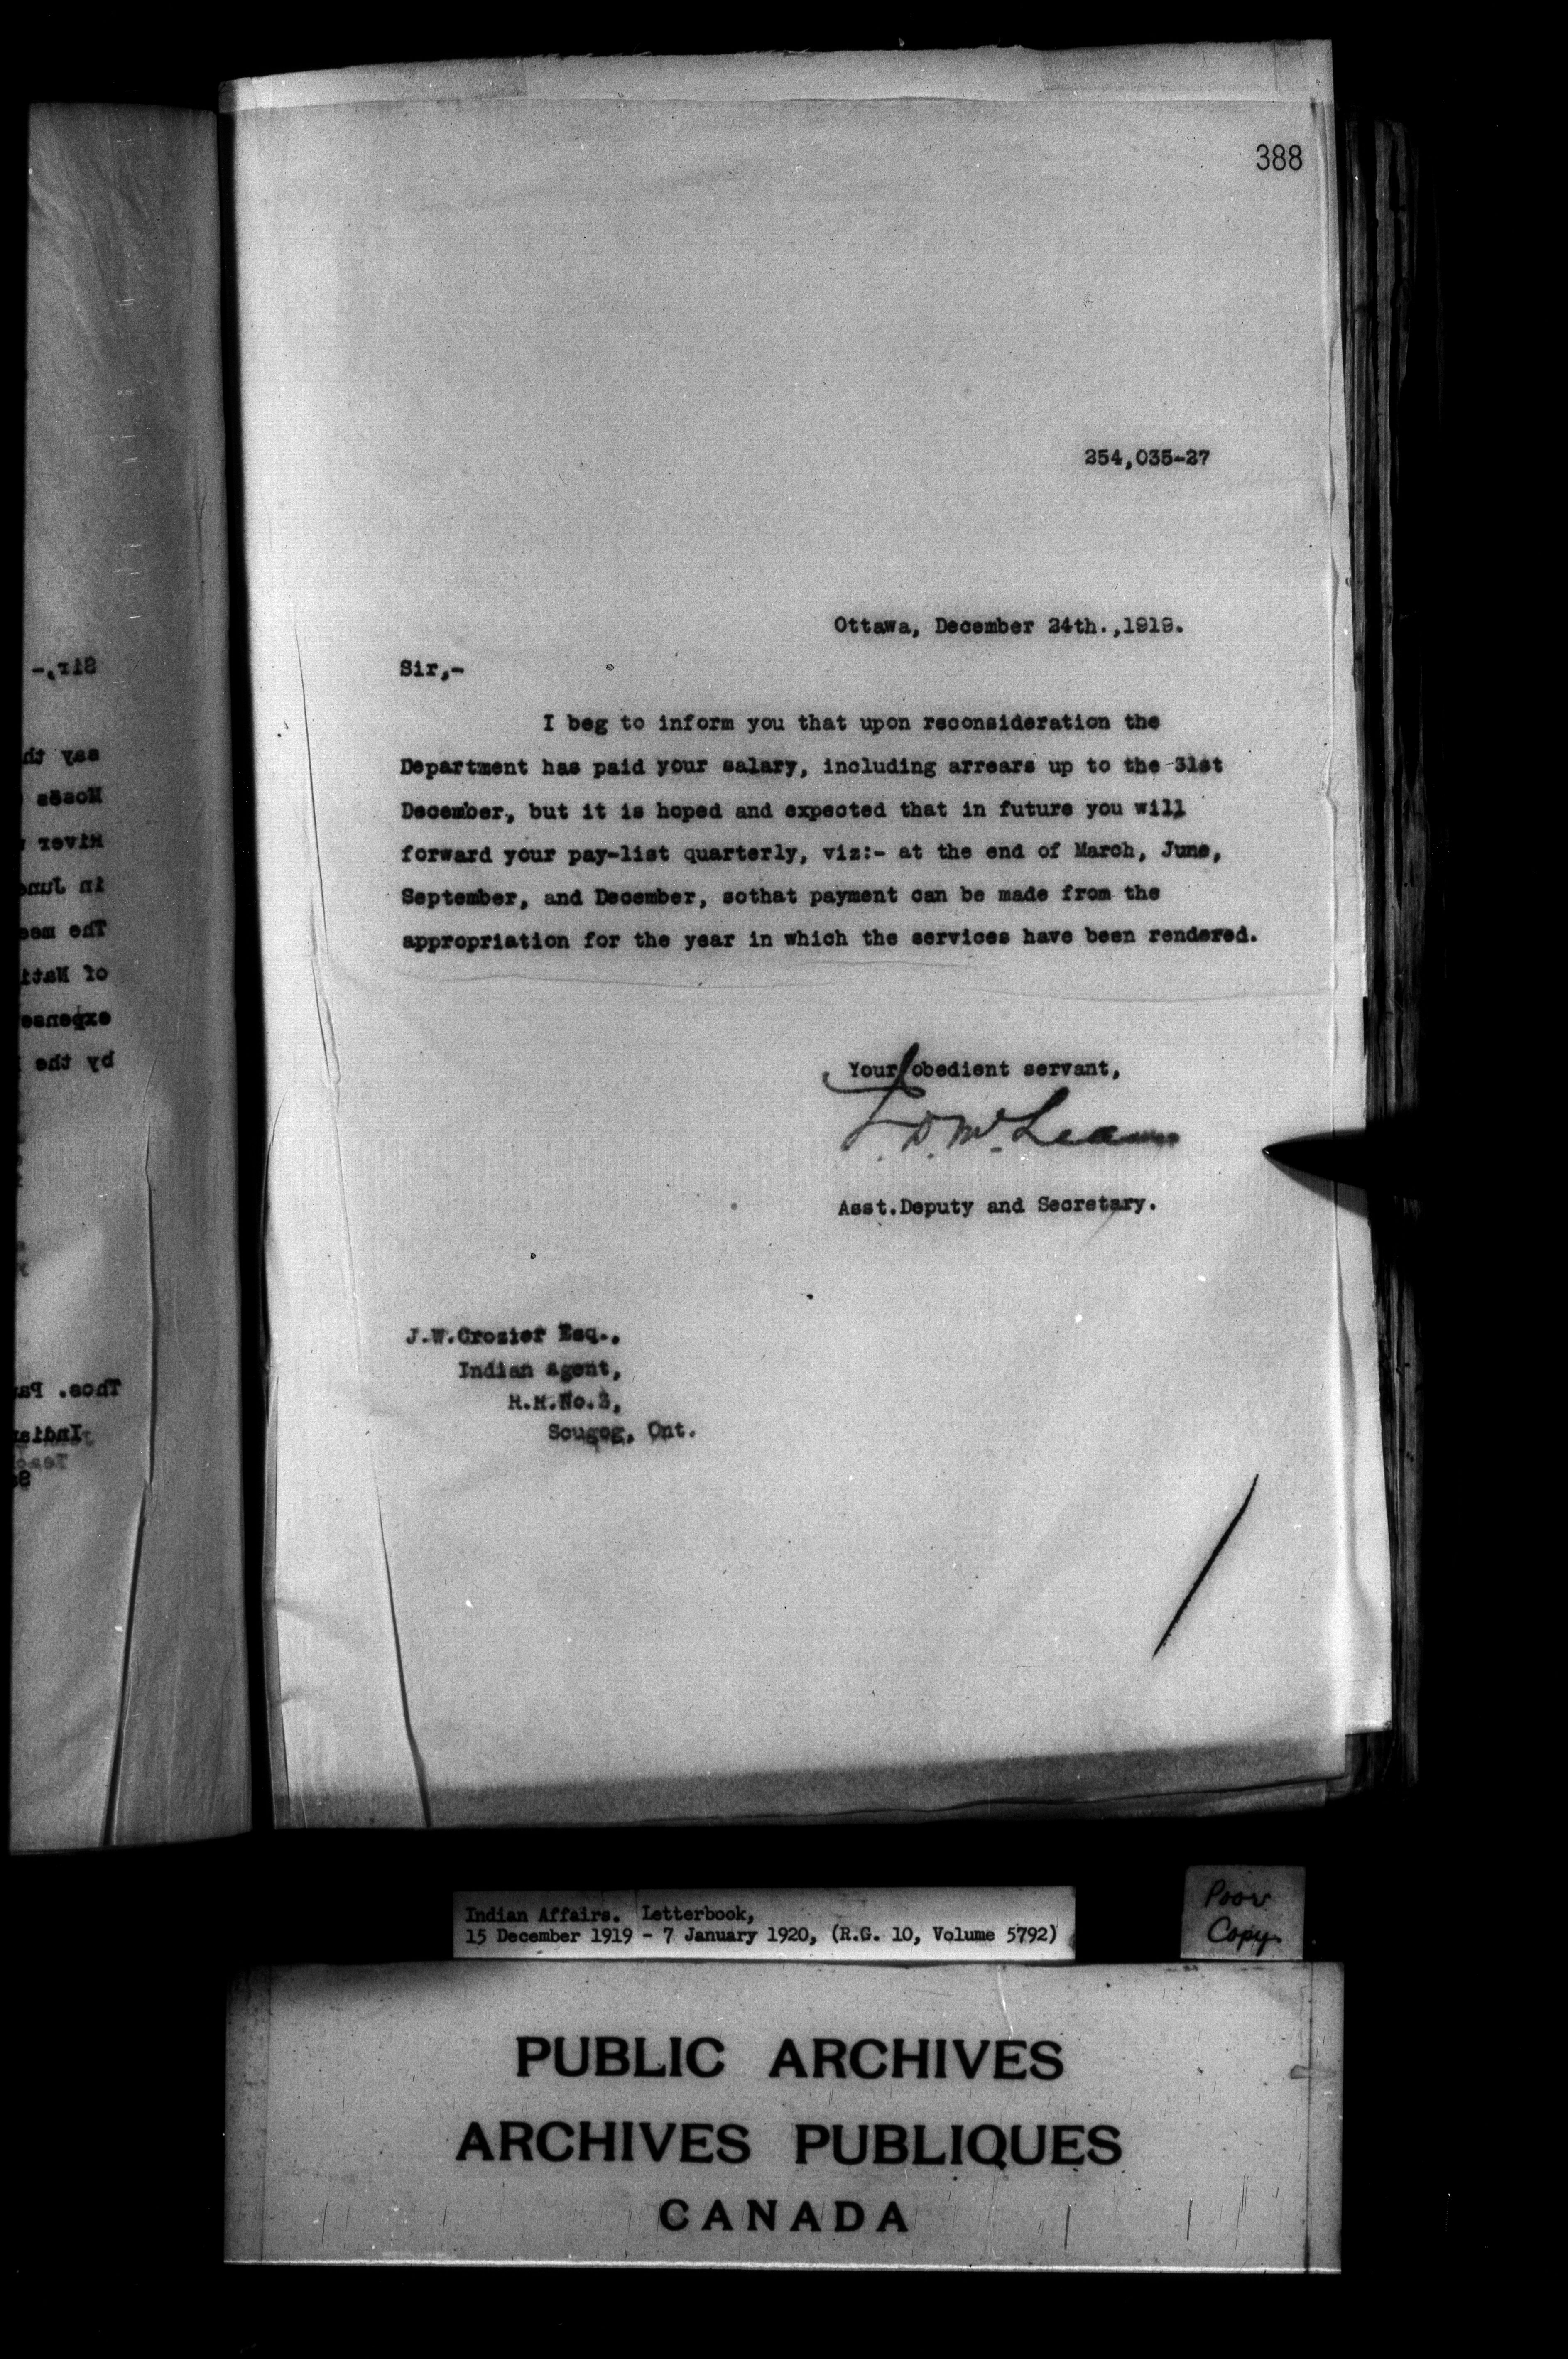 388
254,035-27
Ottawa, December 24th.,1919.
Sir,-
I beg to inform you that upon reconsideration the
Department has paid your salary, including arrears up to the 31st
December, but it is hoped and expected that in future you will
forward your pay-list quarterly, viz:- at the end of March, June,
September, and December, sothat payment can be made from the
appropriation for the year in which the services have been rendered.
Your obedient servant,
J. D. McLean
Asst.Deputy and Secretary.
J.W.Crozier Esq.,
Indian Agent,
R.R.No.3,
Scugog, Ont.
Indian Affairs. Letterbook,
15 December 1919 - 7 January 1920, (R.G. 10, Volume 5792)
Poor
Copy
PUBLIC ARCHIVES
ARCHIVES PUBLIQUES
CANADA